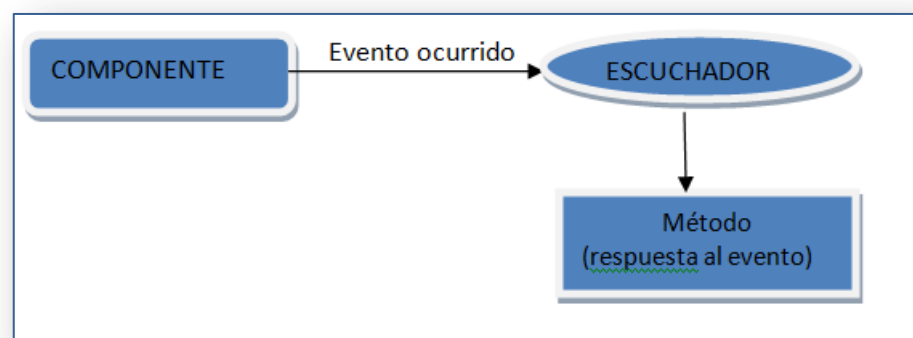 COMPONENTE
Evento ocurrido
ESCUCHADOR
Método
(respuesta al evento)